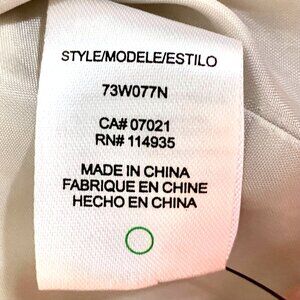 STYLE/MODELE/ESTILO
73W077N
CA# 07021
RN# 114935
MADE IN CHINA
FABRIQUE EN CHINE
HECHO EN CHINA